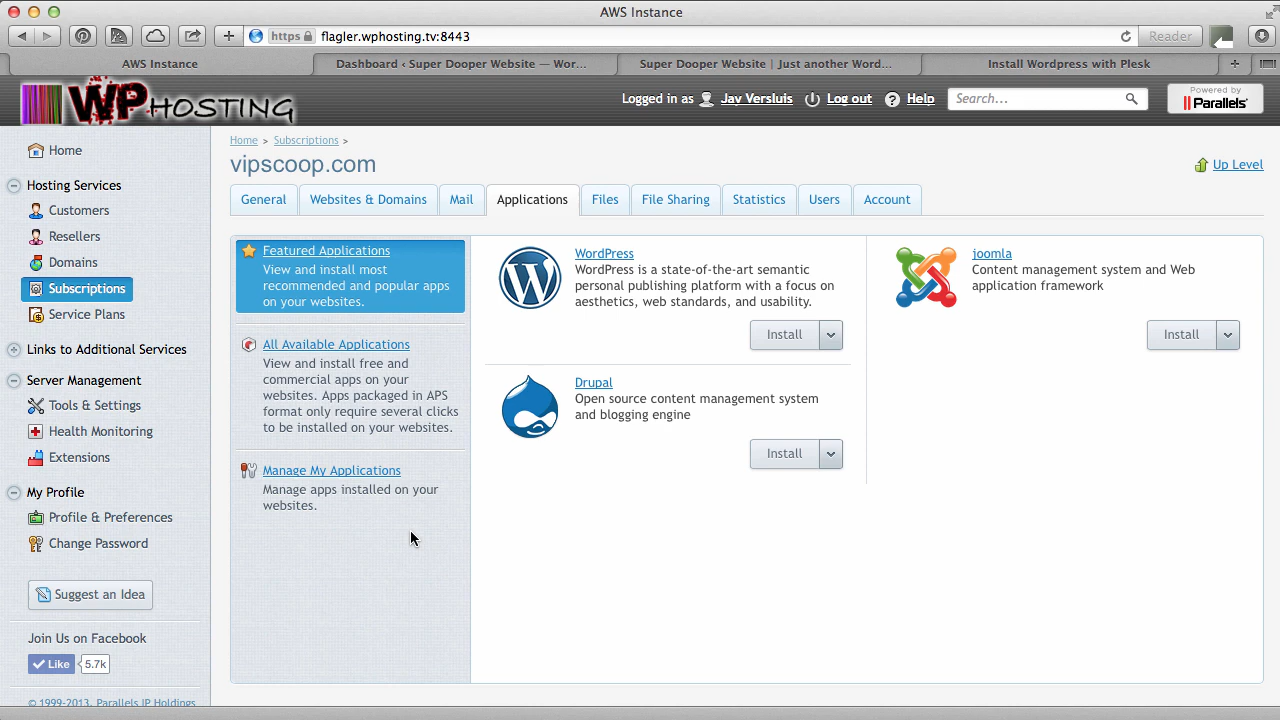 AWS Instance
https flagler.wphosting.tv:8443 Reader
AWS Instance
Dashboard ‹ Super Dooper Website — Wor...
Super Dooper Website | Just another Word...
Install Wordpress with Plesk
WPHOSTING
Logged in as Jay Versluis Log out Help Search...
Powered by
Parallels
Home
Hosting Services
Customers
Resellers
Domains
Subscriptions
Service Plans
Links to Additional Services
Server Management
Tools & Settings
Health Monitoring
Extensions
My Profile
Profile & Preferences
Change Password
Suggest an Idea
Join Us on Facebook
Like 5.7k
© 1999-2013. Parallels IP Holdings
Home > Subscriptions >
vipscoop.com
Up Level
General Websites & Domains Mail Applications Files File Sharing Statistics Users Account
Featured Applications
View and install most
recommended and popular apps
on your websites.
All Available Applications
View and install free and
commercial apps on your
websites. Apps packaged in APS
format only require several clicks
to be installed on your websites.
Manage My Applications
Manage apps installed on your
websites.
WordPress
WordPress is a state-of-the-art semantic
personal publishing platform with a focus on
aesthetics, web standards, and usability.
Install
Drupal
Open source content management system
and blogging engine
Install
joomla
Content management system and Web
application framework
Install